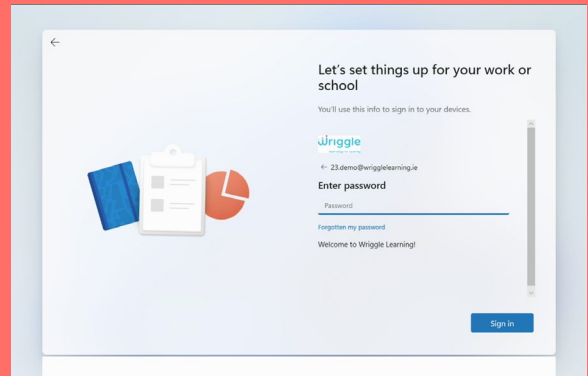 Let's set things up for your work or
school
You'll use this info to sign in to your devices.
wriggle
23.demo@wrigglelearning.ie
Enter password
Password
Forgotten my password
Welcome to Wriggle Learning!
Sign in